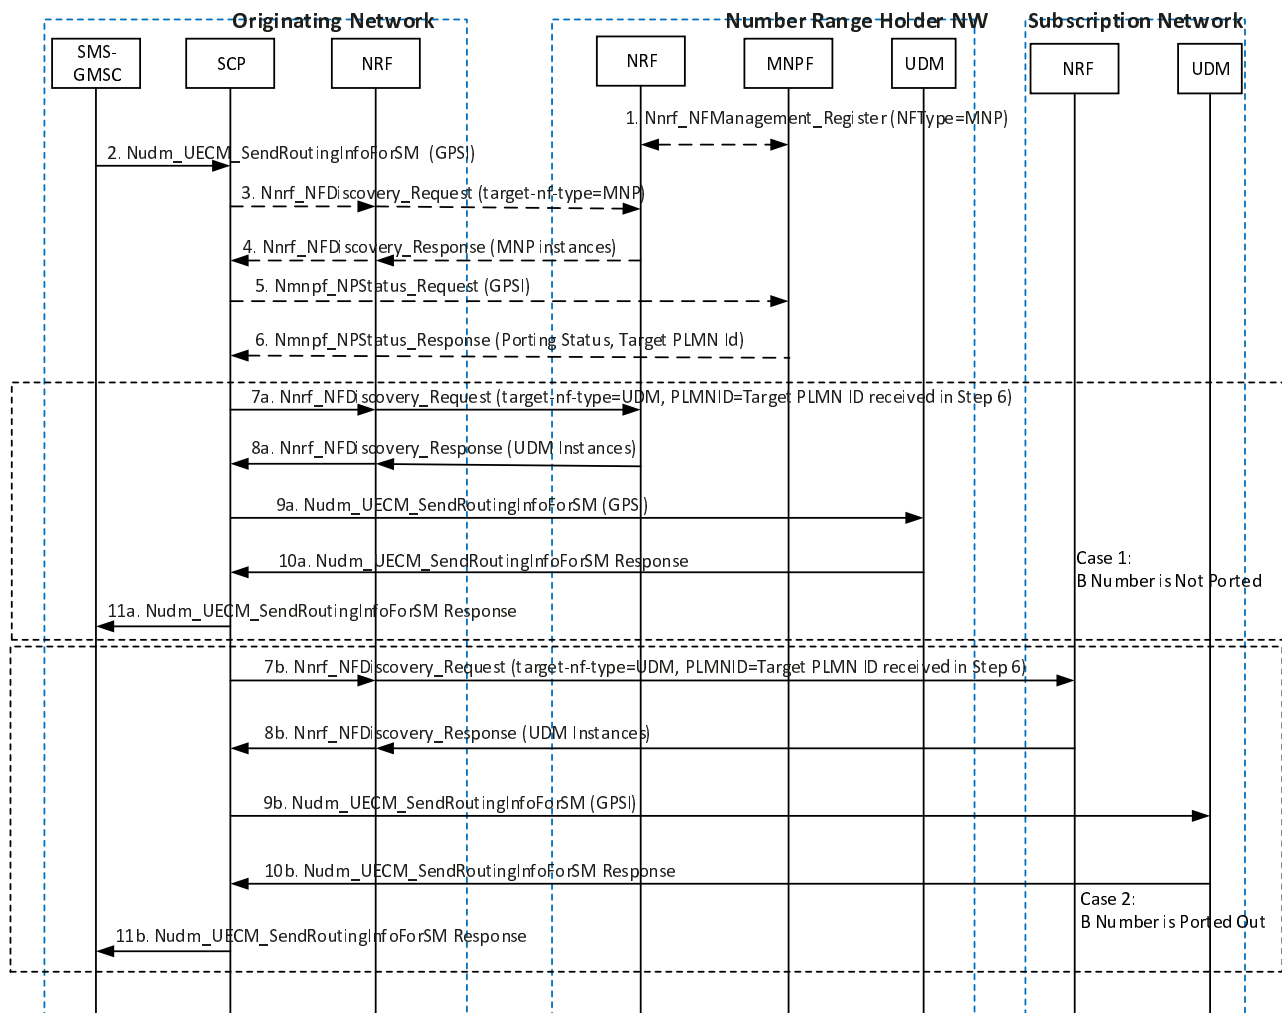 Originating Network
Number Range Holder NW
Subscription Network
SMS-
GMSC
SCP
NRF
NRF
MNPF
UDM
NRF
UDM
1. Nnrf_NFManagement_Register (NFType=MNP)
2. Nudm_UECM_SendRoutingInfoForSM (GPSI)
3. Nnrf_NFDiscovery_Request (target-nf-type=MNP)
4. Nnrf_NFDiscovery_Response (MNP instances)
5. Nmnpf_NPStatus_Request (GPSI)
6. Nmnpf_NPStatus_Response (Porting Status, Target PLMN Id)
7a. Nnrf_NFDiscovery_Request (target-nf-type=UDM, PLMNID=Target PLMN ID received in Step 6)
8a. Nnrf_NFDiscovery_Response (UDM Instances)
9a. Nudm_UECM_SendRoutingInfoForSM (GPSI)
10a. Nudm_UECM_SendRoutingInfoForSM Response
Case 1:
B Number is Not Ported
11a. Nudm_UECM_SendRoutingInfoForSM Response
7b. Nnrf_NFDiscovery_Request (target-nf-type=UDM, PLMNID=Target PLMN ID received in Step 6)
8b. Nnrf_NFDiscovery_Response (UDM Instances)
9b. Nudm_UECM_SendRoutingInfoForSM (GPSI)
10b. Nudm_UECM_SendRoutingInfoForSM Response
Case 2:
B Number is Ported Out
11b. Nudm_UECM_SendRoutingInfoForSM Response